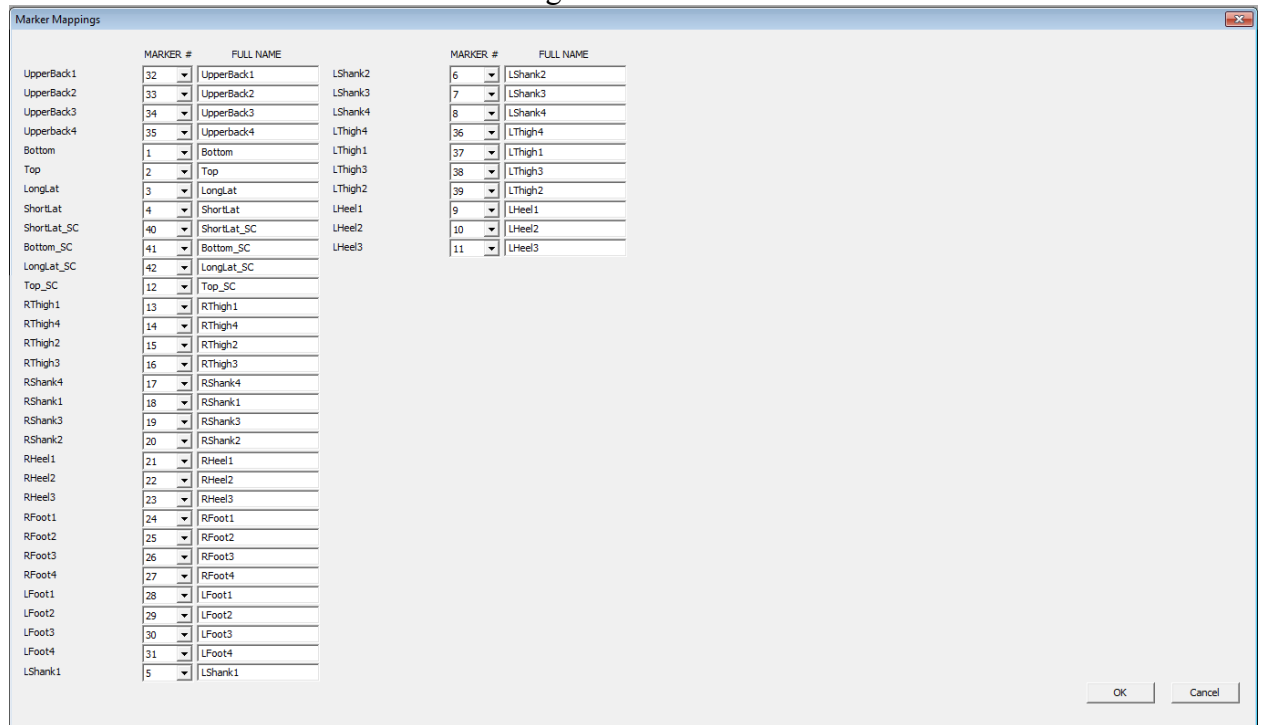 Marker Mappings
MARKER # FULL NAME MARKER # FULL NAME
UpperBack1 32 UpperBack1 LShank2 6 LShank2
UpperBack2 33 UpperBack2 LShank3 7 LShank3
UpperBack3 34 UpperBack3 LShank4 8 LShank4
Upperback4 35 Upperback4 LThigh4 36 LThigh4
Bottom 1 Bottom LThigh1 37 LThigh1
Top 2 Top LThigh3 38 LThigh3
LongLat 3 LongLat LThigh2 39 LThigh2
ShortLat 4 ShortLat LHeel1 9 LHeel1
ShortLat_SC 40 ShortLat_SC LHeel2 10 LHeel2
Bottom_SC 41 Bottom_SC LHeel3 11 LHeel3
LongLat_SC 42 LongLat_SC
Top_SC 12 Top_SC
RThigh1 13 RThigh1
RThigh4 14 RThigh4
RThigh2 15 RThigh2
RThigh3 16 RThigh3
RShank4 17 RShank4
RShank1 18 RShank1
RShank3 19 RShank3
RShank2 20 RShank2
RHeel1 21 RHeel1
RHeel2 22 RHeel2
RHeel3 23 RHeel3
RFoot1 24 RFoot1
RFoot2 25 RFoot2
RFoot3 26 RFoot3
RFoot4 27 RFoot4
LFoot1 28 LFoot1
LFoot2 29 LFoot2
LFoot3 30 LFoot3
LFoot4 31 LFoot4
LShank1 5 LShank1
OK Cancel